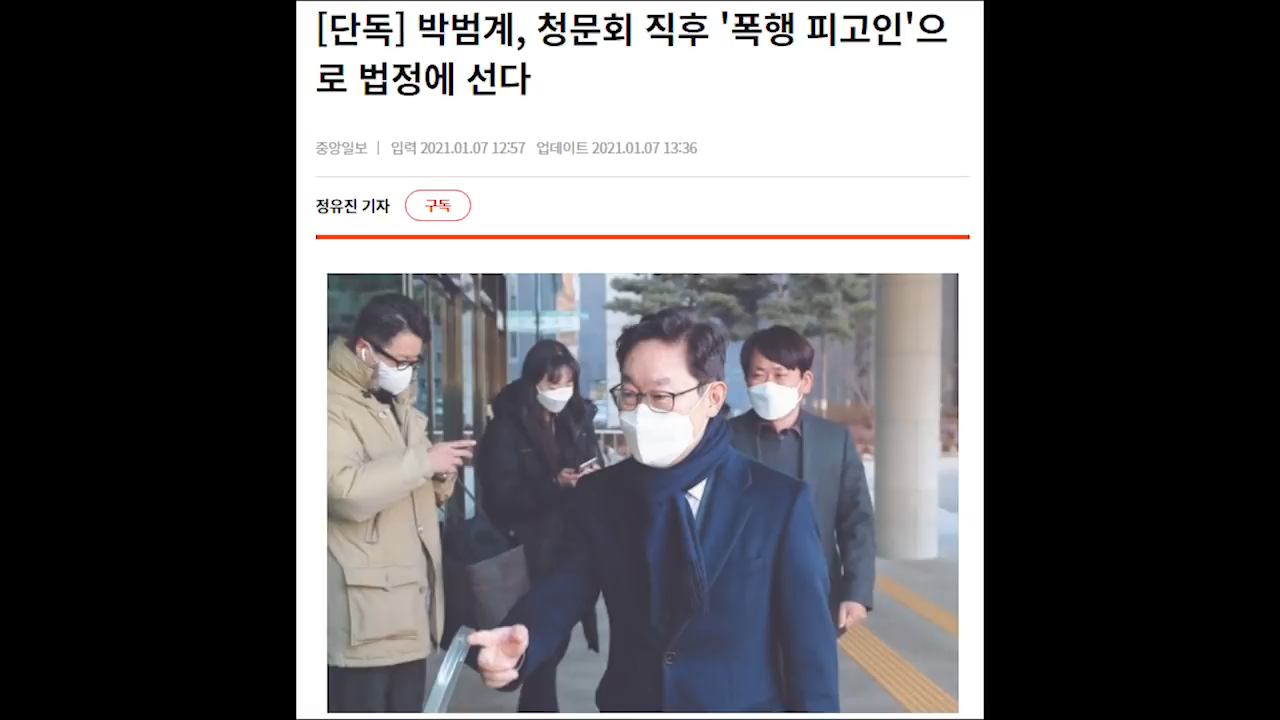 [단독] 박범계, 청문회 직후 '폭행 피고인'으
로 법정에 선다
중앙일보 | 입력 2021.01.07 12:57 업데이트 2021.01.07 13:36
정유진 기자 구독